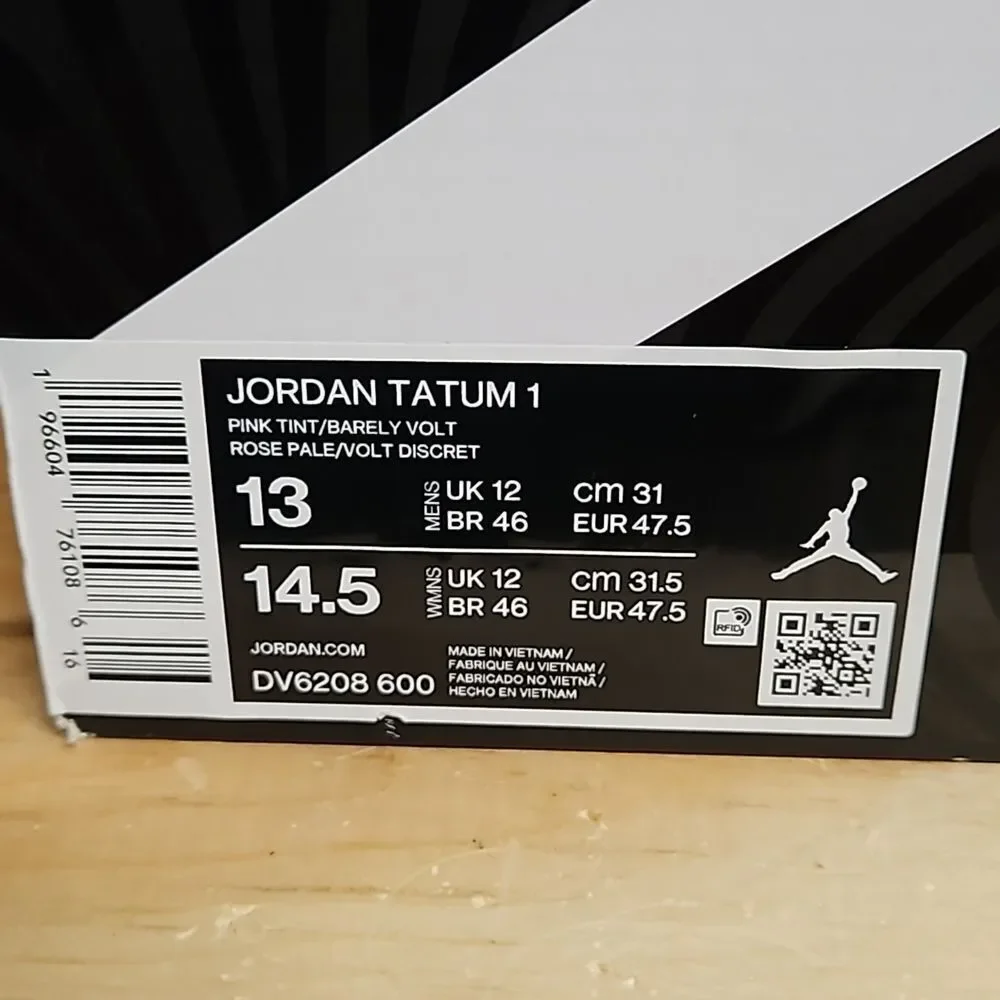 JORDAN TATUM 1
PINK TINT/BARELY VOLT
ROSE PALE/VOLT DISCRET
13
MENS
UK 12
cm 31
BR 46
EUR 47.5
14.5
WMNS
UK 12
cm 31.5
BR 46
EUR 47.5
JORDAN.COM
DV6208 600
MADE IN VIETNAM /
FABRIQUE AU VIETNAM /
FABRICADO NO VIETNÃ /
HECHO EN VIETNAM
RFID
1 96604 76108 6 16